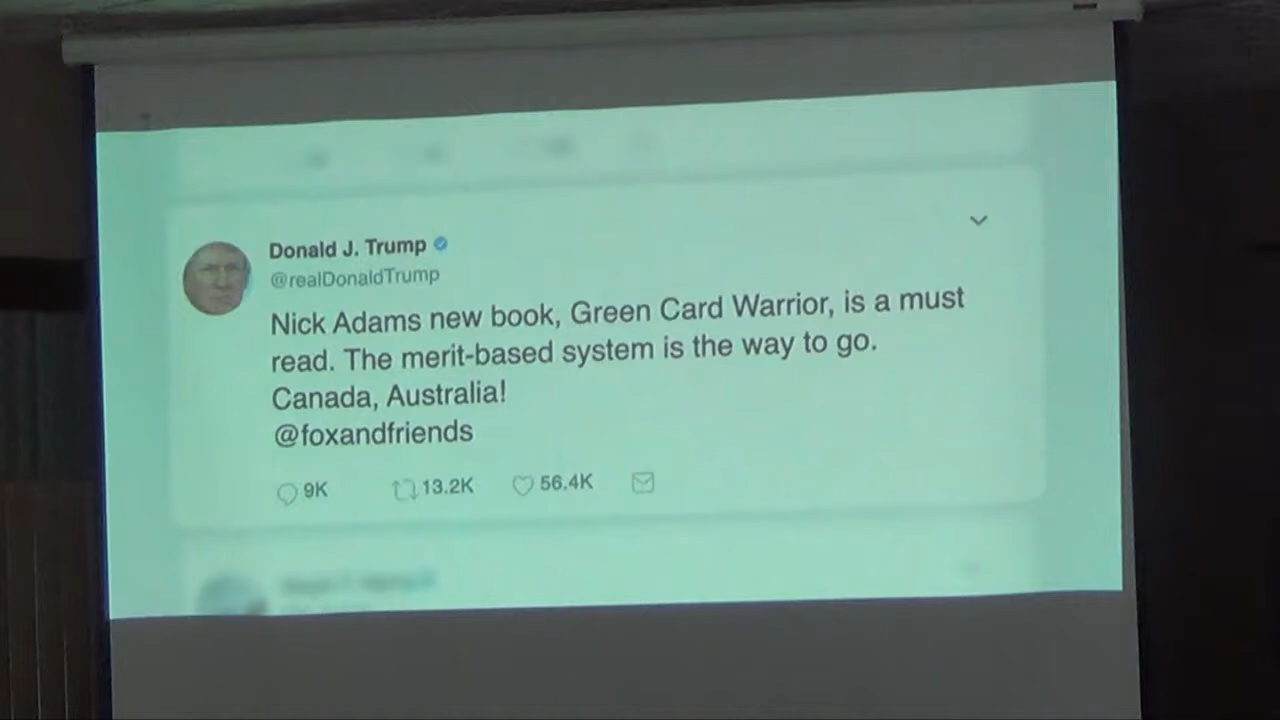 Donald J. Trump
@realDonaldTrump
Nick Adams new book, Green Card Warrior, is a must
read. The merit-based system is the way to go.
Canada, Australia!
@foxandfriends
9K 13.2K 56.4K